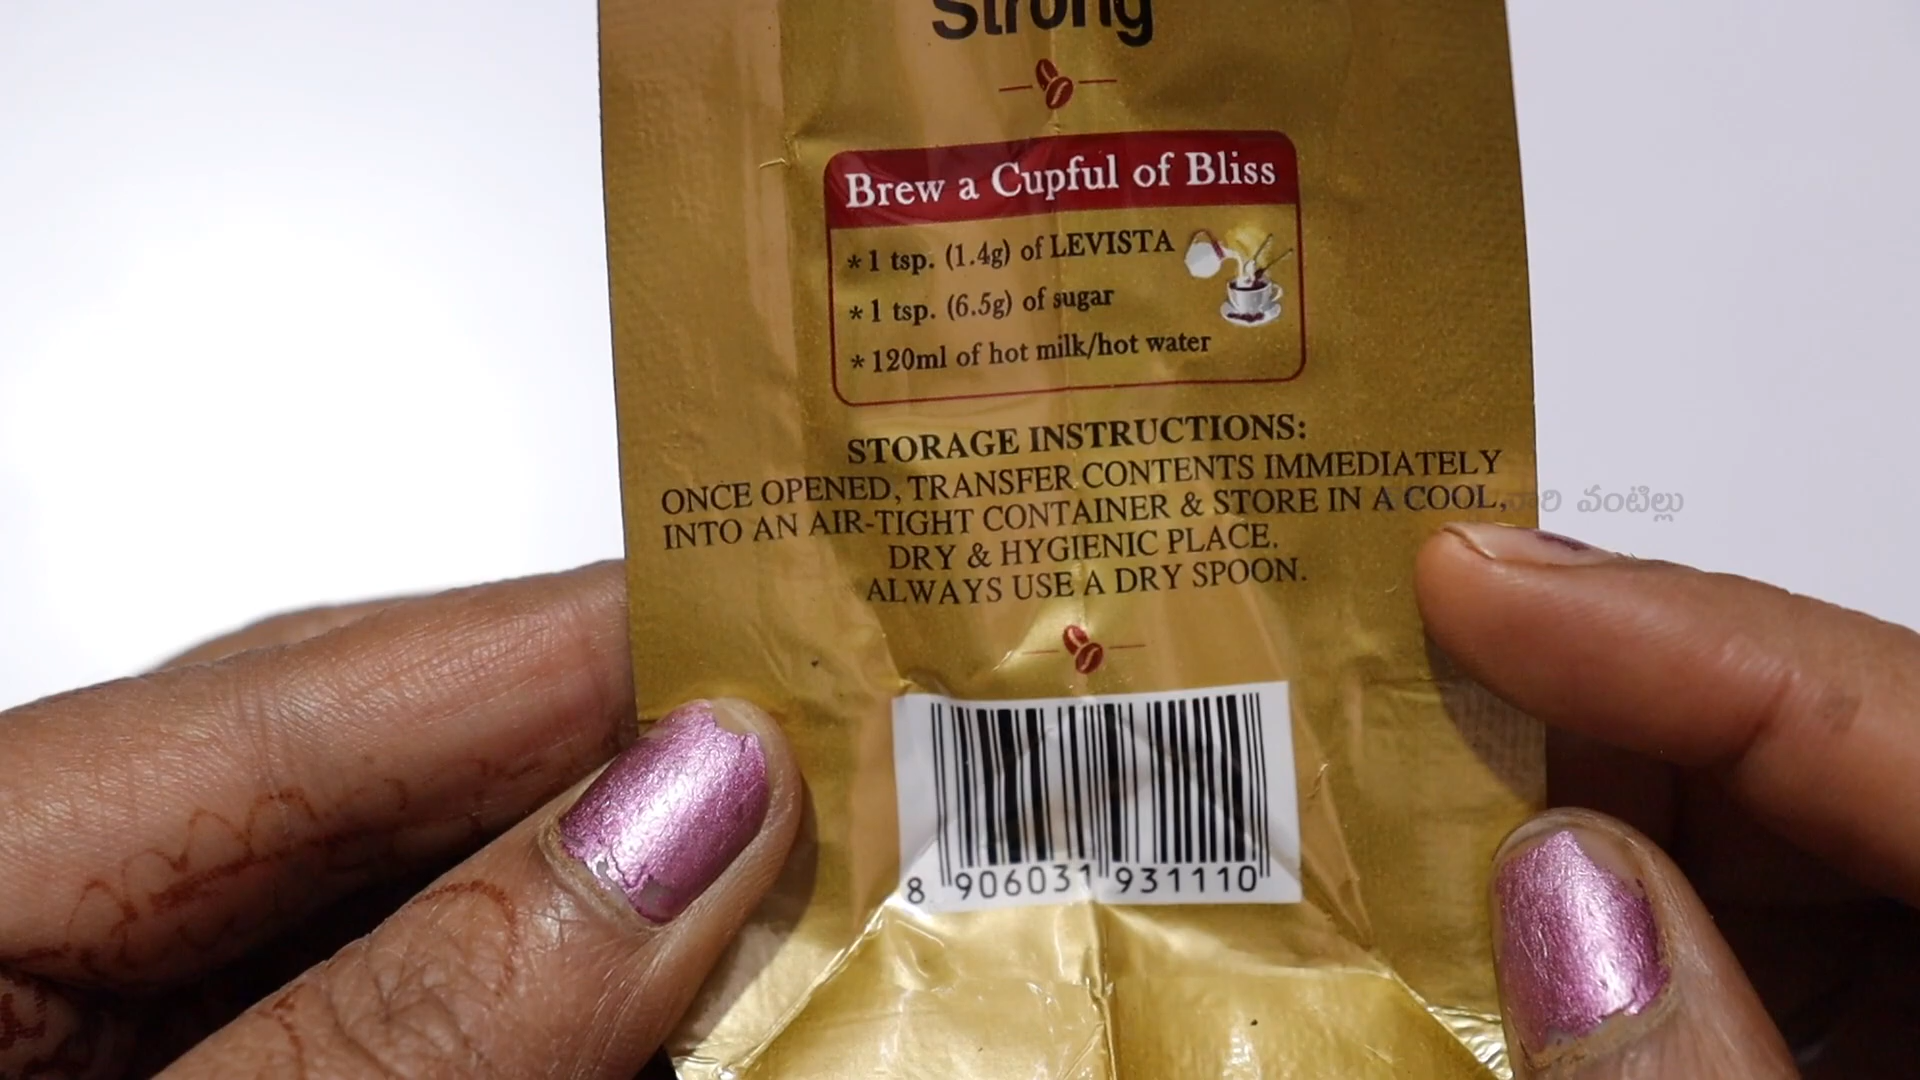 Strong
Brew a Cupful of Bliss
*1 tsp. (1.4g) of LEVISTA
*1 tsp. (6.5g) of sugar
*120ml of hot milk/hot water
STORAGE INSTRUCTIONS:
ONCE OPENED, TRANSFER CONTENTS IMMEDIATELY
INTO AN AIR-TIGHT CONTAINER & STORE IN A COOL,
DRY & HYGIENIC PLACE.
ALWAYS USE A DRY SPOON.
8 906031 931110
వంటిల్లు